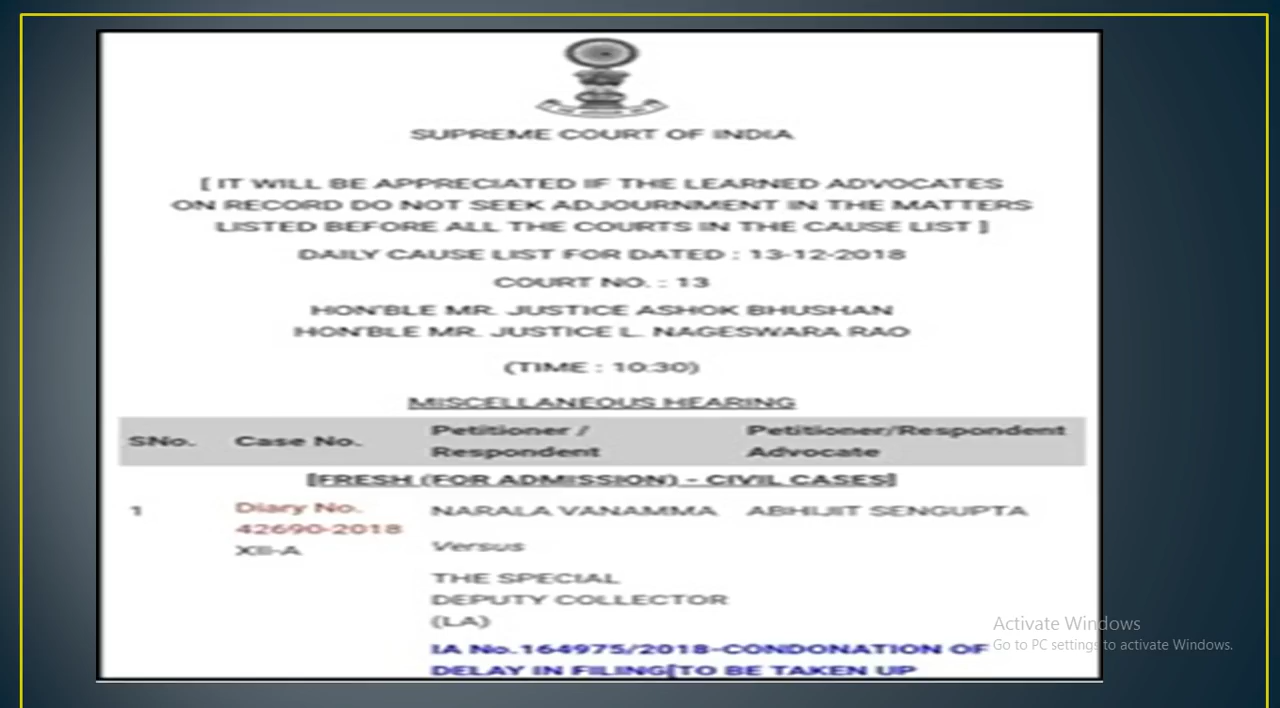 SUPREME COURT OF INDIA
[ IT WILL BE APPRECIATED IF THE LEARNED ADVOCATES
ON RECORD DO NOT SEEK ADJOURNMENT IN THE MATTERS
LISTED BEFORE ALL THE COURTS IN THE CAUSE LIST ]
DAILY CAUSE LIST FOR DATED : 13-12-2018
COURT NO. : 13
HON'BLE MR. JUSTICE ASHOK BHUSHAN
HON'BLE MR. JUSTICE L. NAGESWARA RAO
(TIME : 10:30)
MISCELLANEOUS HEARING
SNo. Case No. Petitioner / Respondent Petitioner/Respondent Advocate
[FRESH (FOR ADMISSION) - CIVIL CASES]
1 Diary No. NARALA VANAMMA ABHIJIT SENGUPTA
42690-2018
XII-A Versus
THE SPECIAL
DEPUTY COLLECTOR
(LA)
IA No.164975/2018-CONDONATION OF
DELAY IN FILING[TO BE TAKEN UP
Activate Windows
Go to PC settings to activate Windows.